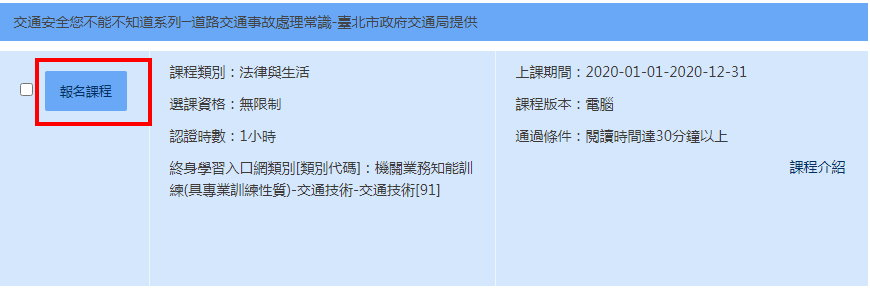 交通安全您不能不知道系列─道路交通事故處理常識-臺北市政府交通局提供
報名課程
課程類別：法律與生活
選課資格：無限制
認證時數：1小時
終身學習入口網類別[類別代碼]：機關業務知能訓
練(具專業訓練性質)-交通技術-交通技術[91]
上課期間：2020-01-01-2020-12-31
課程版本：電腦
通過條件：閱讀時間達30分鐘以上
課程介紹